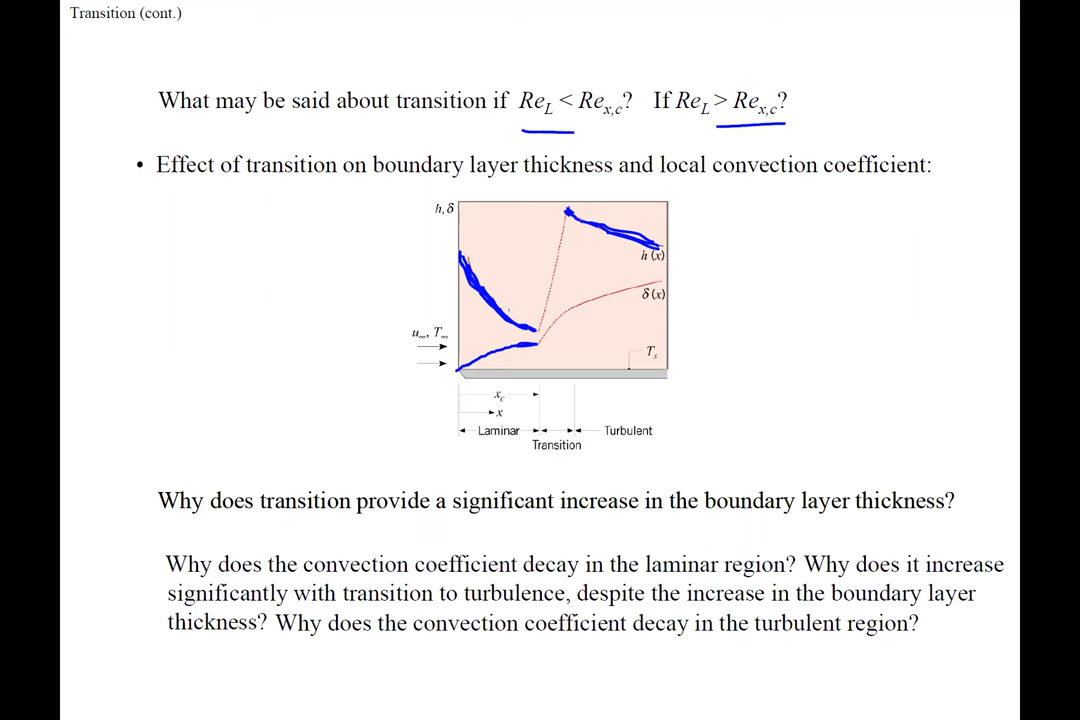 Transition (cont.)
What may be said about transition if Re_L < Re_x,c? If Re_L > Re_x,c?
• Effect of transition on boundary layer thickness and local convection coefficient:
h, δ
h (x)
δ (x)
u∞, T∞
T_s
x_c
x
Laminar
Turbulent
Transition
Why does transition provide a significant increase in the boundary layer thickness?
Why does the convection coefficient decay in the laminar region? Why does it increase
significantly with transition to turbulence, despite the increase in the boundary layer
thickness? Why does the convection coefficient decay in the turbulent region?